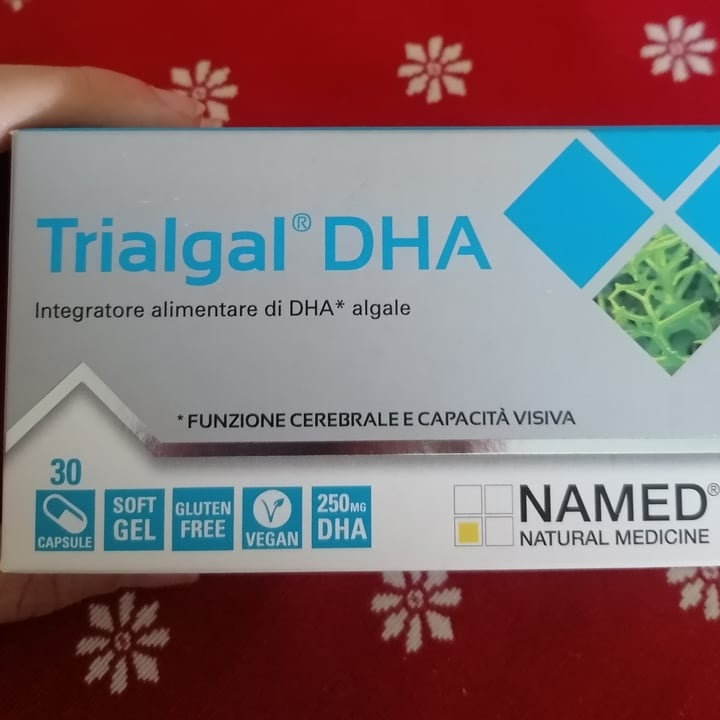 Trialgal® DHA
Integratore alimentare di DHA* algale
* FUNZIONE CEREBRALE E CAPACITÀ VISIVA
30
CAPSULE
SOFT
GEL
GLUTEN
FREE
VEGAN
250MG
DHA
NAMED®
NATURAL MEDICINE